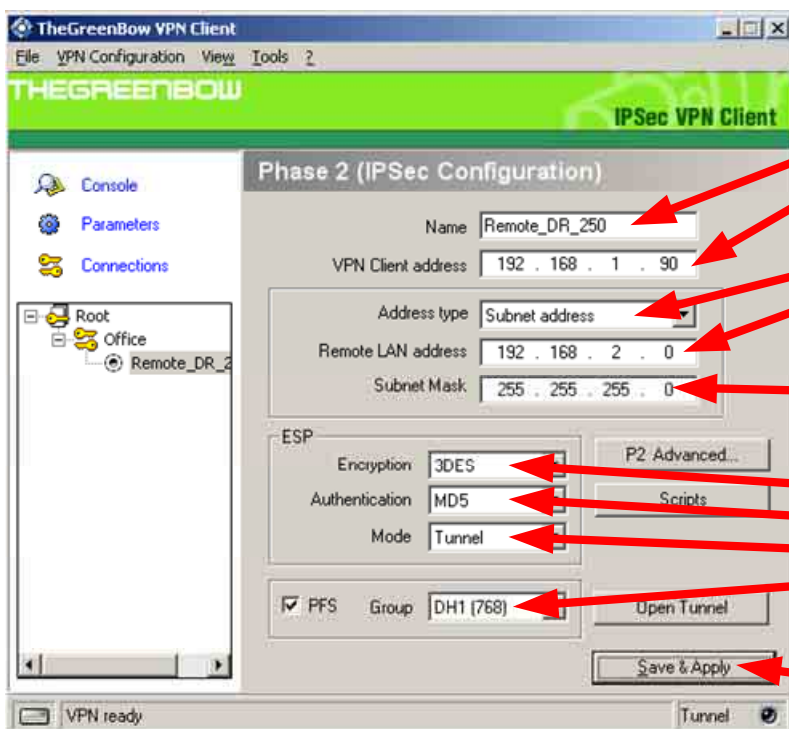 TheGreenBow VPN Client
File VPN Configuration View Tools ?
THEGREENBOW
IPSec VPN Client
Console
Parameters
Connections
Root
Office
Remote_DR_2
Phase 2 (IPSec Configuration)
Name Remote_DR_250
VPN Client address 192 . 168 . 1 . 90
Address type Subnet address
Remote LAN address 192 . 168 . 2 . 0
Subnet Mask 255 . 255 . 255 . 0
ESP
Encryption 3DES
Authentication MD5
Mode Tunnel
P2 Advanced...
Scripts
PFS Group DH1 (768)
Open Tunnel
Save & Apply
VPN ready
Tunnel